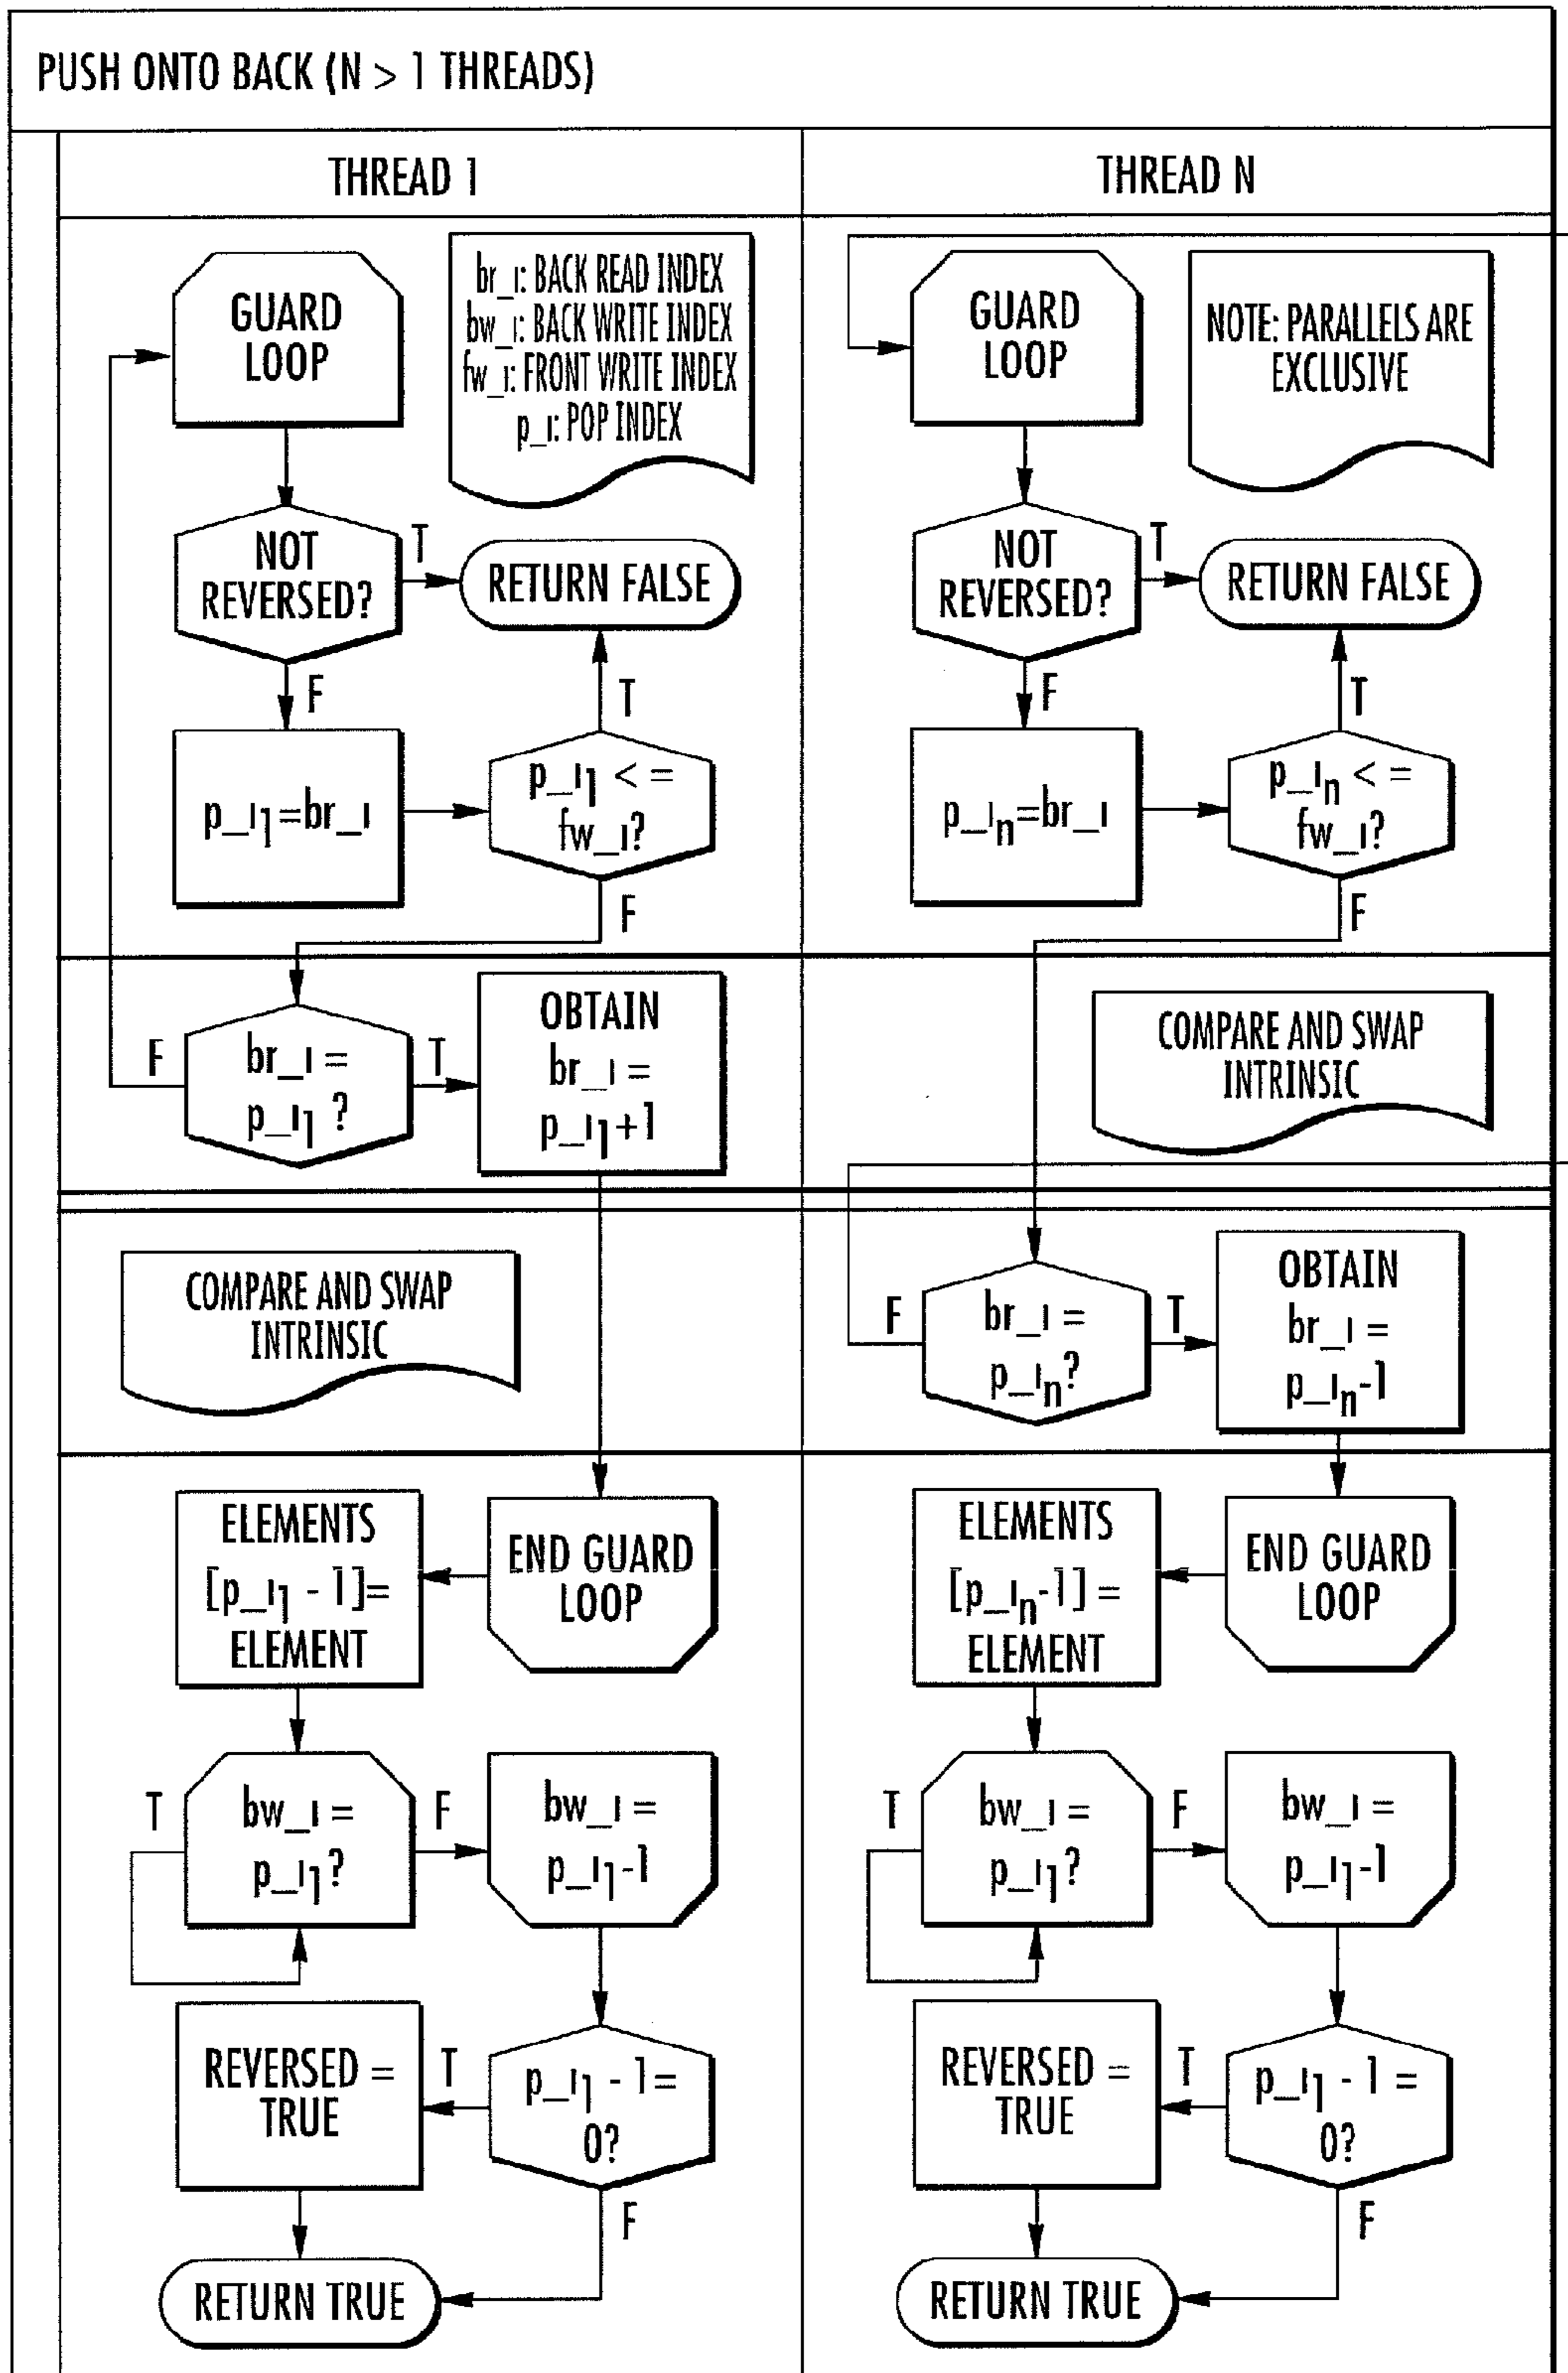 PUSH ONTO BACK (N > 1 THREADS)
THREAD 1
GUARD
LOOP
br_ı: BACK READ INDEX
bw_ı: BACK WRITE INDEX
fw_ı: FRONT WRITE INDEX
p_ı: POP INDEX
NOT
REVERSED?
T
RETURN FALSE
F
T
p_ı1=br_ı
p_ı1 < =
fw_ı?
F
F
br_ı =
p_ı1 ?
T
OBTAIN
br_ı =
p_ı1+1
COMPARE AND SWAP
INTRINSIC
ELEMENTS
[p_ı1 - 1]=
ELEMENT
END GUARD
LOOP
T
bw_ı =
p_ı1?
F
bw_ı =
p_ı1-1
REVERSED =
TRUE
T
p_ı1 - 1 =
0?
F
RETURN TRUE
THREAD N
GUARD
LOOP
NOTE: PARALLELS ARE
EXCLUSIVE
NOT
REVERSED?
T
RETURN FALSE
F
T
p_ın=br_ı
p_ın < =
fw_ı?
F
COMPARE AND SWAP
INTRINSIC
F
br_ı =
p_ın?
T
OBTAIN
br_ı =
p_ın-1
ELEMENTS
[p_ın-1] =
ELEMENT
END GUARD
LOOP
T
bw_ı =
p_ı1?
F
bw_ı =
p_ı1-1
REVERSED =
TRUE
T
p_ı1 - 1 =
0?
F
RETURN TRUE